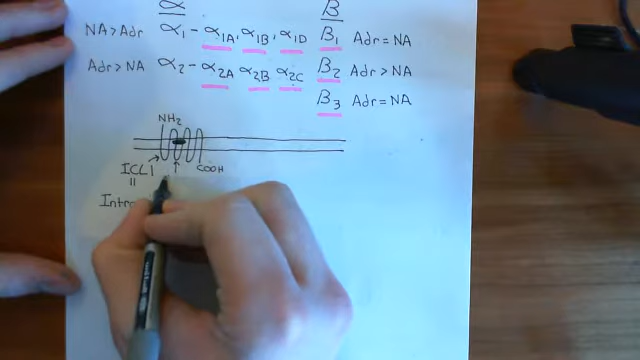 α β
NA > Adr α₁ - α₁A, α₁B, α₁D β₁ Adr = NA
Adr > NA α₂ - α₂A α₂B α₂C β₂ Adr > NA
β₃ Adr = NA
NH₂
ICL1 COOH
=